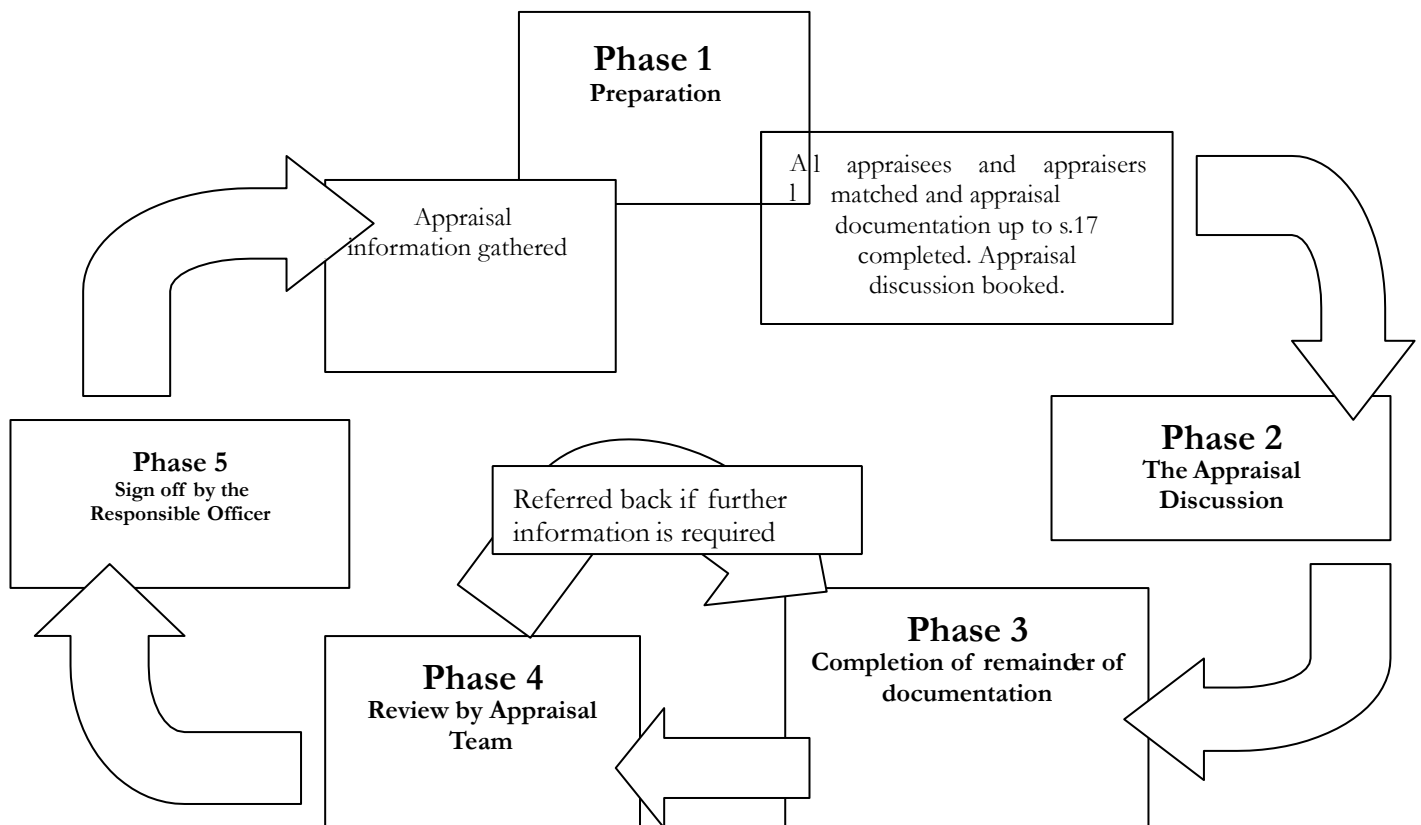 Phase 1
Preparation
All appraisees and appraisers
matched and appraisal
documentation up to s.17
completed. Appraisal
discussion booked.
Appraisal
information gathered
Phase 2
The Appraisal
Discussion
Phase 3
Completion of remainder of
documentation
Referred back if further
information is required
Phase 4
Review by Appraisal
Team
Phase 5
Sign off by the
Responsible Officer